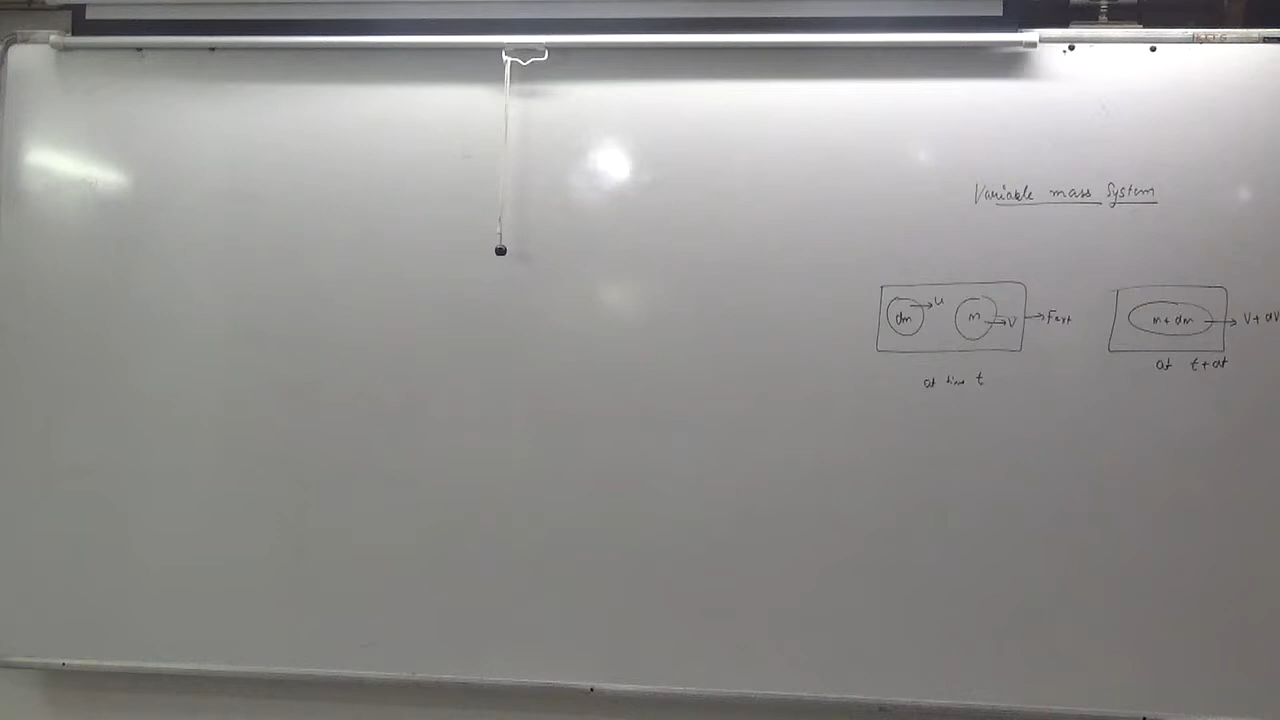 Variable mass System
dm u m V Fext
m + dm V + dV
at time t
at t + dt